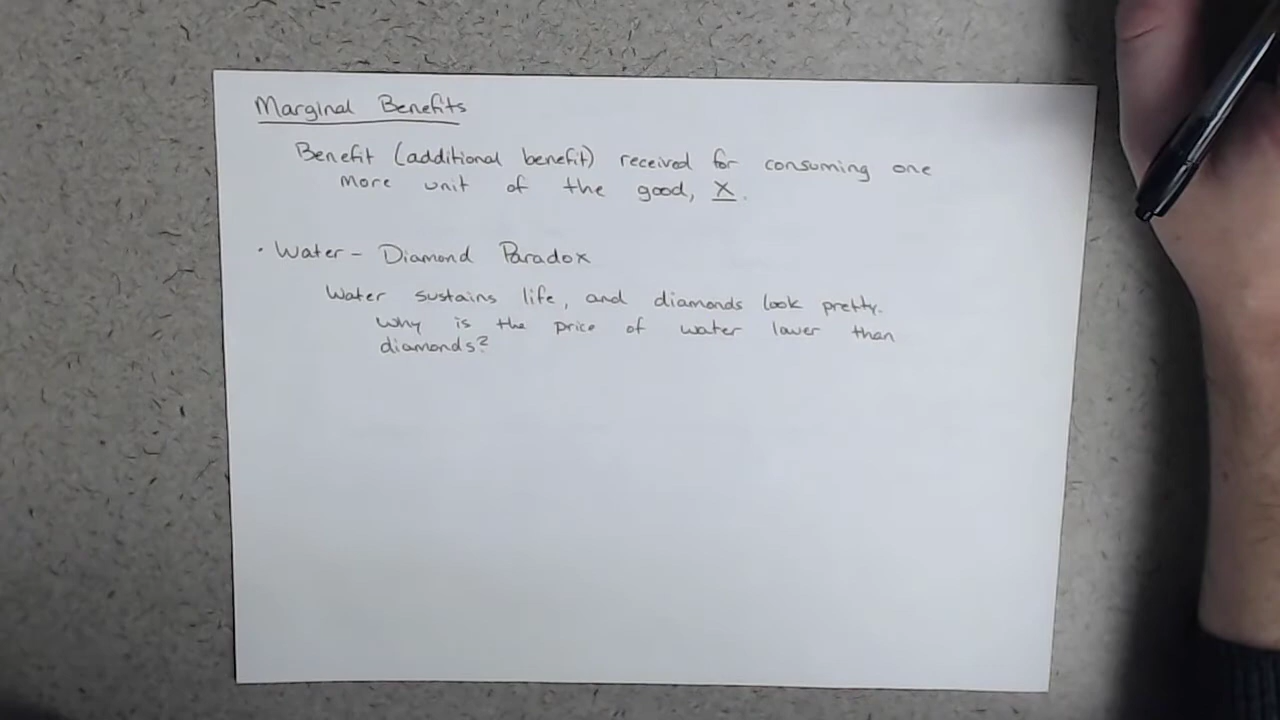 Marginal Benefits
Benefit (additional benefit) received for consuming one
more unit of the good, X.
• Water - Diamond Paradox
Water sustains life, and diamonds look pretty.
Why is the price of water lower than
diamonds?